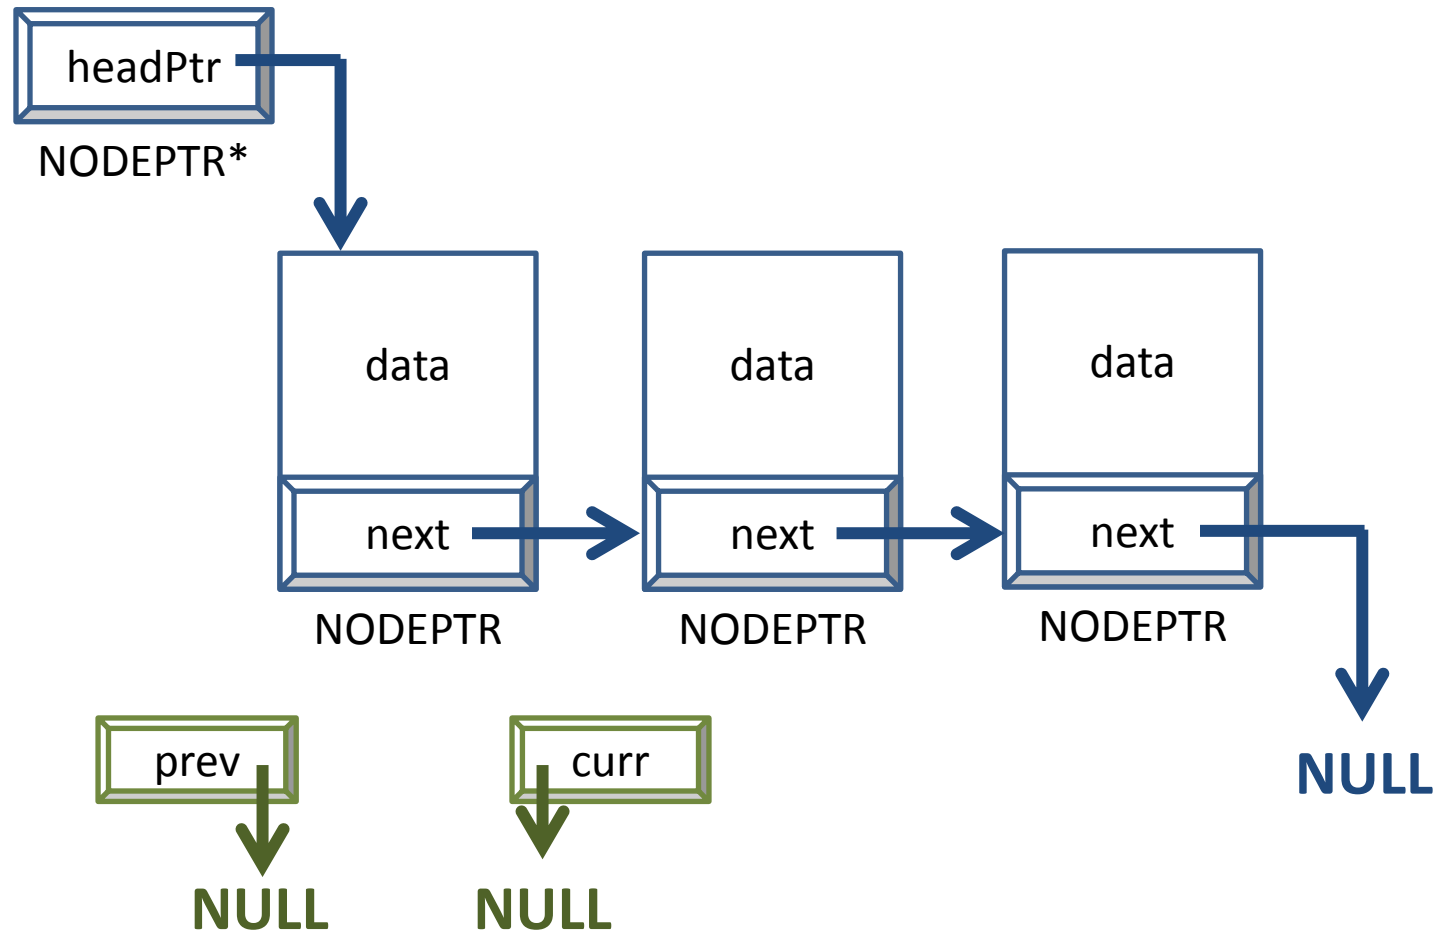 headPtr
NODEPTR*
data
data
data
next
next
next
NODEPTR
NODEPTR
NODEPTR
prev
curr
NULL
NULL
NULL